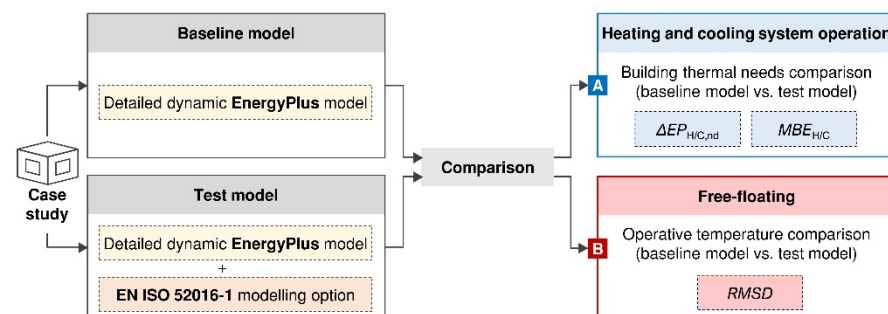 Case
study
Baseline model
Detailed dynamic EnergyPlus model
Test model
Detailed dynamic EnergyPlus model
+
EN ISO 52016-1 modelling option
Comparison
A
Heating and cooling system operation
Building thermal needs comparison
(baseline model vs. test model)
ΔEP_H/C,nd
MBE_H/C
B
Free-floating
Operative temperature comparison
(baseline model vs. test model)
RMSD